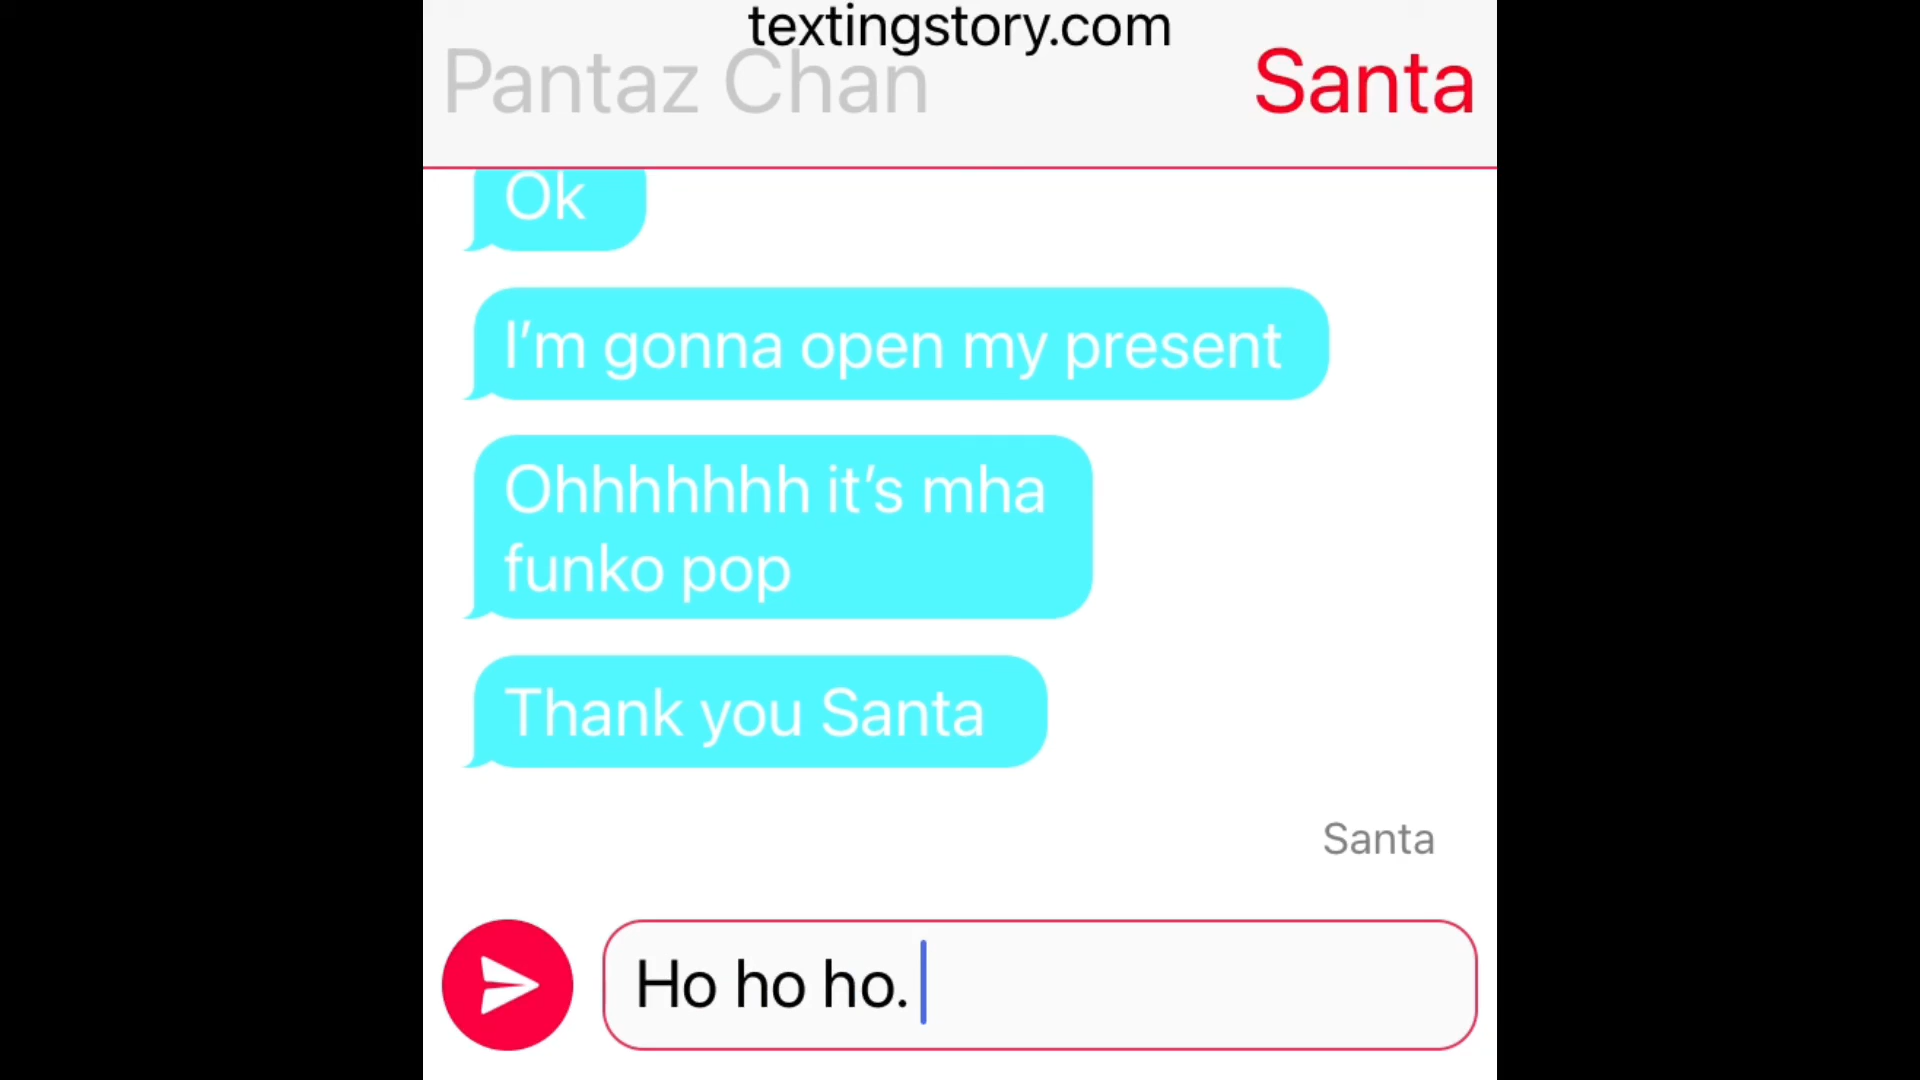 textingstory.com
Pantaz Chan
Santa
Ok
I’m gonna open my present
Ohhhhhhh it’s mha
funko pop
Thank you Santa
Santa
Ho ho ho.